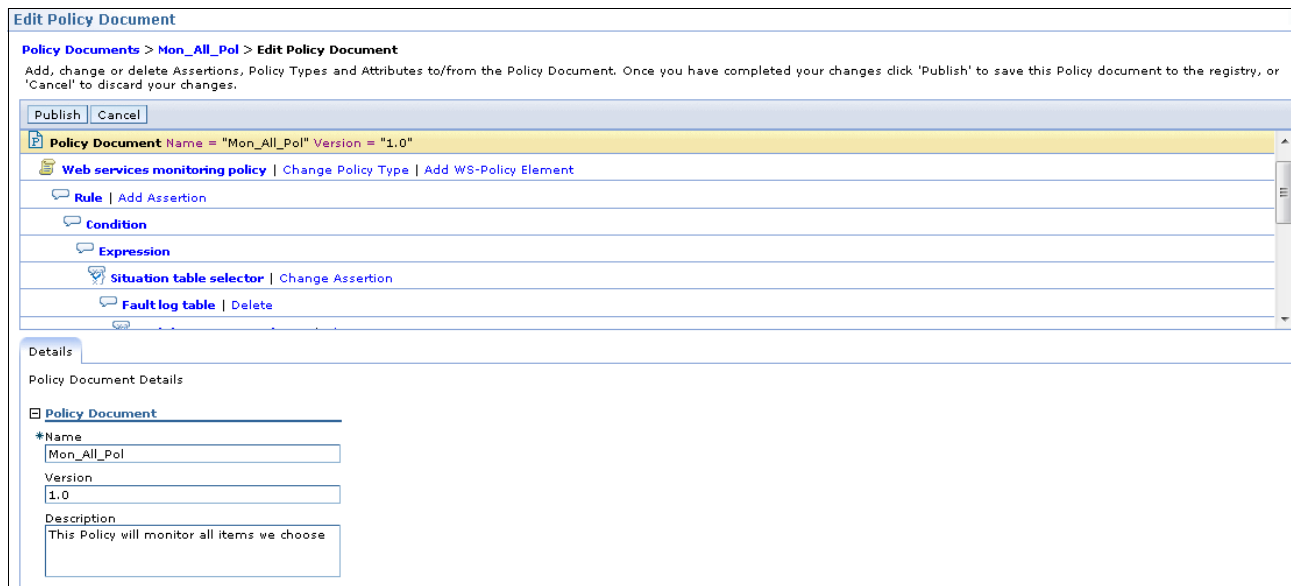 Edit Policy Document
Policy Documents > Mon_All_Pol > Edit Policy Document
Add, change or delete Assertions, Policy Types and Attributes to/from the Policy Document. Once you have completed your changes click 'Publish' to save this Policy document to the registry, or
'Cancel' to discard your changes.
Publish Cancel
Policy Document Name = "Mon_All_Pol" Version = "1.0"
Web services monitoring policy | Change Policy Type | Add WS-Policy Element
Rule | Add Assertion
Condition
Expression
Situation table selector | Change Assertion
Fault log table | Delete
Details
Policy Document Details
Policy Document
*Name
Mon_All_Pol
Version
1.0
Description
This Policy will monitor all items we choose